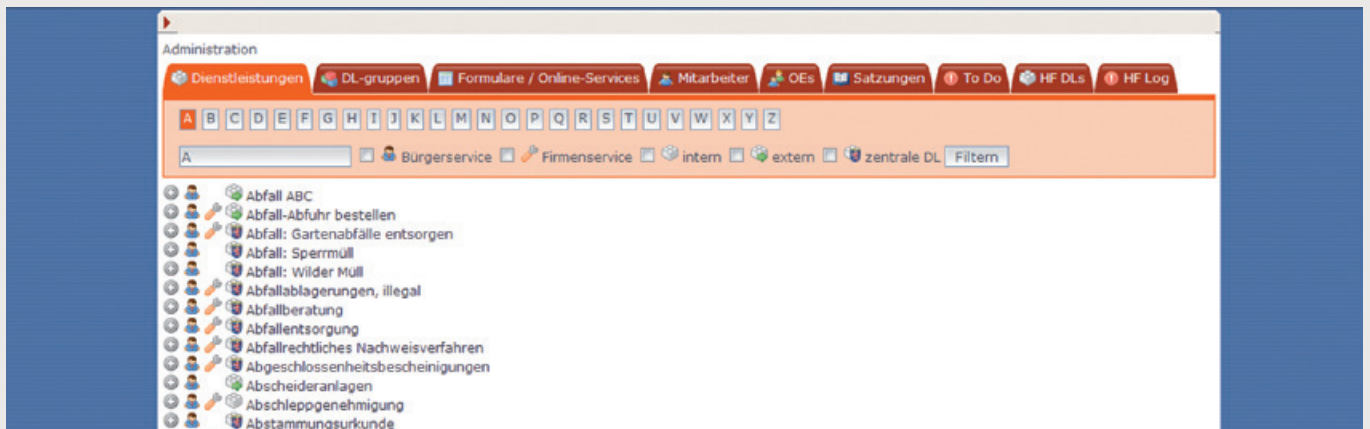 Administration
Dienstleistungen DL-gruppen Formulare / Online-Services Mitarbeiter OEs Satzungen To Do HF DLs HF Log
A B C D E F G H I J K L M N O P Q R S T U V W X Y Z
A Bürgerservice Firmenservice intern extern zentrale DL Filtern
Abfall ABC
Abfall-Abfuhr bestellen
Abfall: Gartenabfälle entsorgen
Abfall: Sperrmüll
Abfall: Wilder Müll
Abfallablagerungen, illegal
Abfallberatung
Abfallentsorgung
Abfallrechtliches Nachweisverfahren
Abgeschlossenheitsbescheinigungen
Abscheideranlagen
Abschleppgenehmigung
Abstammungsurkunde